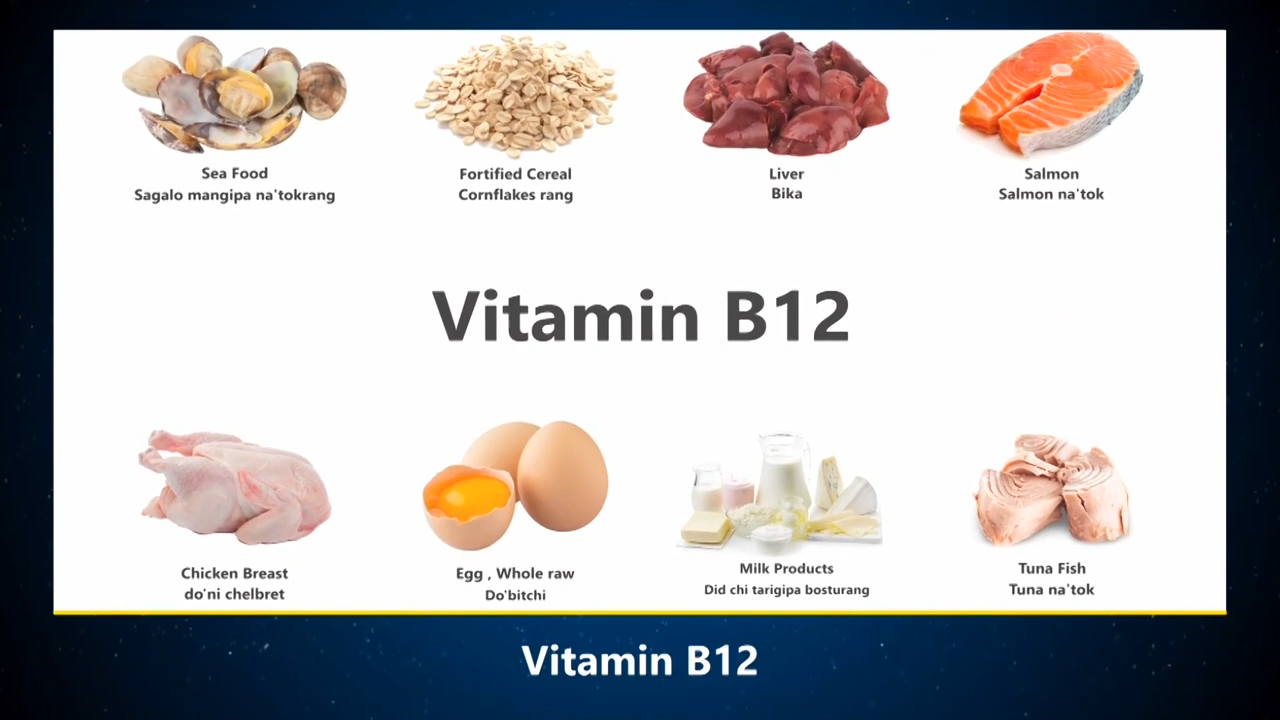 Sea Food
Sagalo mangipa na'tokrang
Fortified Cereal
Cornflakes rang
Liver
Bika
Salmon
Salmon na'tok
Vitamin B12
Chicken Breast
do'ni chelbret
Egg , Whole raw
Do'bitchi
Milk Products
Did chi tarigipa bosturang
Tuna Fish
Tuna na'tok
Vitamin B12